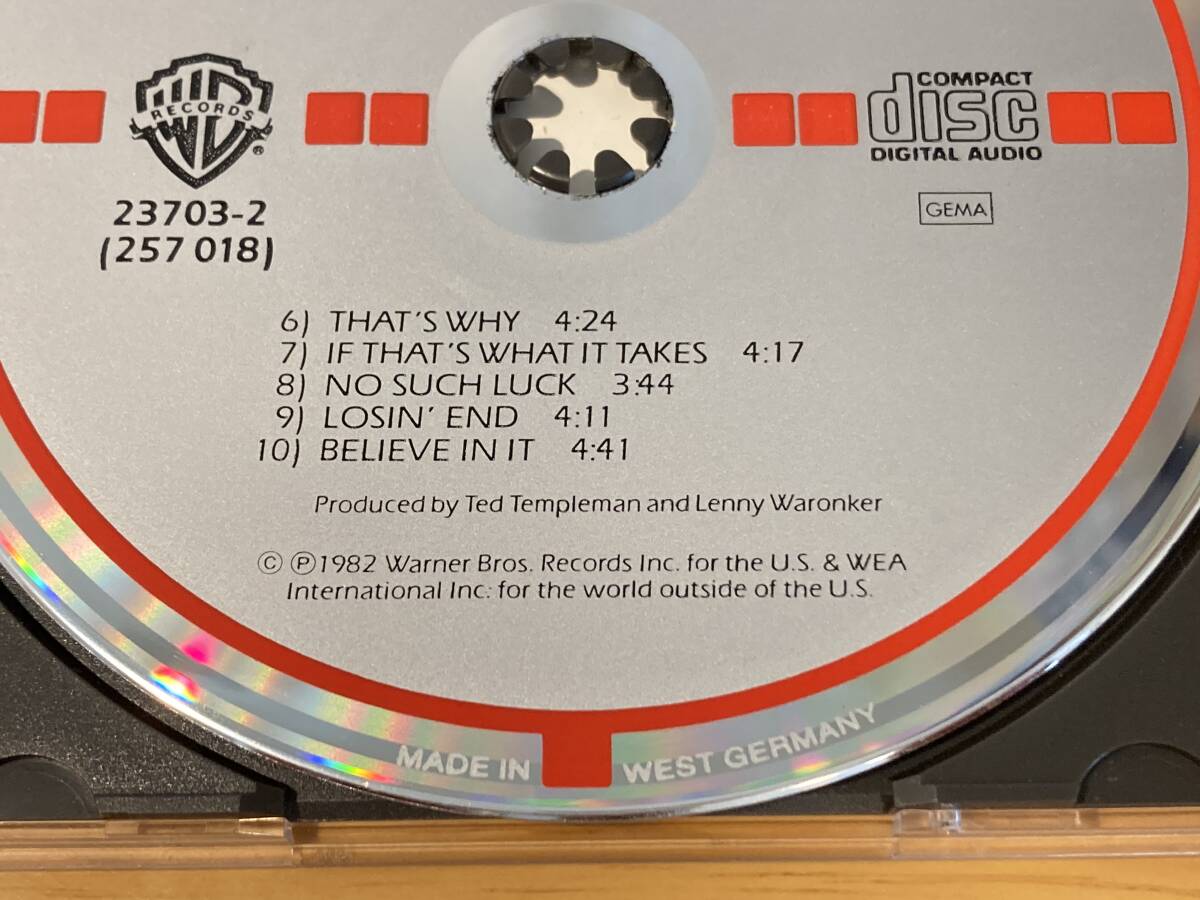 WB
RECORDS
®
COMPACT
disc
DIGITAL AUDIO
23703-2
(257 018)
GEMA
6) THAT'S WHY 4:24
7) IF THAT'S WHAT IT TAKES 4:17
8) NO SUCH LUCK 3:44
9) LOSIN' END 4:11
10) BELIEVE IN IT 4:41
Produced by Ted Templeman and Lenny Waronker
© ℗1982 Warner Bros. Records Inc. for the U.S. & WEA
International Inc. for the world outside of the U.S.
MADE IN WEST GERMANY